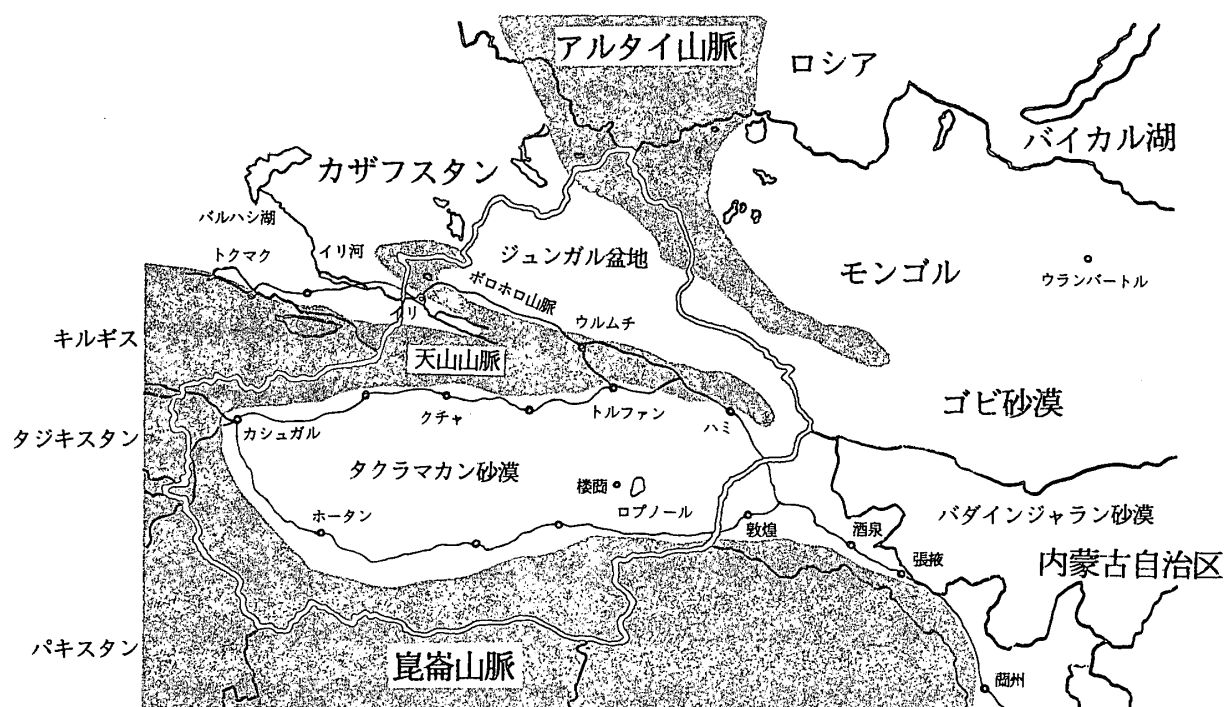 アルタイ山脈
ロシア
バイカル湖
カザフスタン
バルハシ湖
トクマク
イリ河
ジュンガル盆地
モンゴル
ウランバートル
ボロホロ山脈
イリ
ウルムチ
キルギス
天山山脈
ゴビ砂漠
クチャ
トルファン
ハミ
タジキスタン
カシュガル
タクラマカン砂漠
楼蘭
ロプノール
ホータン
敦煌
酒泉
バダインジャラン砂漠
張掖
内蒙古自治区
パキスタン
崑崙山脈
蘭州